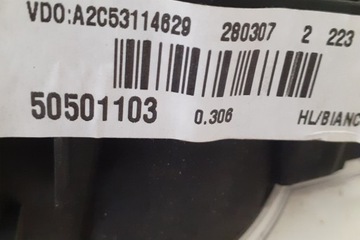 VDO:A2C53114629 280307 2 223
50501103 0.306 HL/BIANC